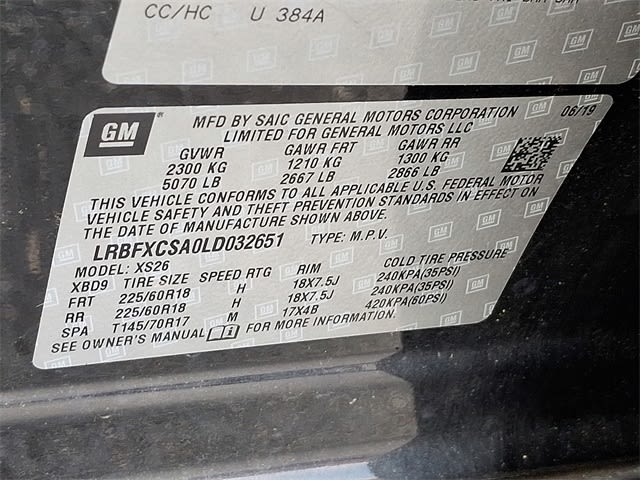 CC/HC U 384A
GM
MFD BY SAIC GENERAL MOTORS CORPORATION 06/19
LIMITED FOR GENERAL MOTORS LLC
GVWR GAWR FRT GAWR RR
2300 KG 1210 KG 1300 KG
5070 LB 2667 LB 2866 LB
THIS VEHICLE CONFORMS TO ALL APPLICABLE U.S. FEDERAL MOTOR
VEHICLE SAFETY AND THEFT PREVENTION STANDARDS IN EFFECT ON
THE DATE OF MANUFACTURE SHOWN ABOVE.
LRBFXCSA0LD032651 TYPE: M.P.V.
MODEL: XS26
XBD9 TIRE SIZE SPEED RTG RIM COLD TIRE PRESSURE
FRT 225/60R18 H 18X7.5J 240KPA(35PSI)
RR 225/60R18 H 18X7.5J 240KPA(35PSI)
SPA T145/70R17 M 17X4B 420KPA(60PSI)
SEE OWNER'S MANUAL FOR MORE INFORMATION.